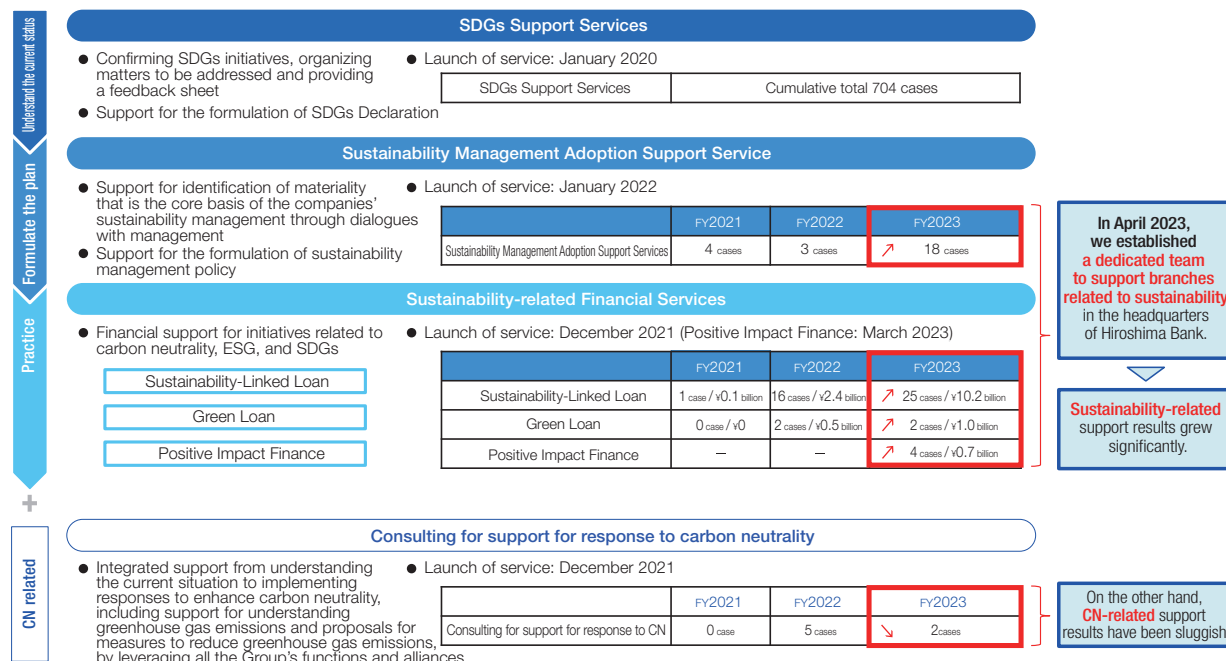 Understand the current status
Formulate the plan
Practice
+
CN related
SDGs Support Services
● Confirming SDGs initiatives, organizing
matters to be addressed and providing
a feedback sheet
● Support for the formulation of SDGs Declaration
● Launch of service: January 2020
SDGs Support Services Cumulative total 704 cases
Sustainability Management Adoption Support Service
● Support for identification of materiality
that is the core basis of the companies'
sustainability management through dialogues
with management
● Support for the formulation of sustainability
management policy
● Launch of service: January 2022
FY2021 FY2022 FY2023
Sustainability Management Adoption Support Services 4 cases 3 cases ↗ 18 cases
Sustainability-related Financial Services
● Financial support for initiatives related to
carbon neutrality, ESG, and SDGs
Sustainability-Linked Loan
Green Loan
Positive Impact Finance
● Launch of service: December 2021 (Positive Impact Finance: March 2023)
FY2021 FY2022 FY2023
Sustainability-Linked Loan 1 case / ¥0.1 billion 16 cases / ¥2.4 billion ↗ 25 cases / ¥10.2 billion
Green Loan 0 case / ¥0 2 cases / ¥0.5 billion ↗ 2 cases / ¥1.0 billion
Positive Impact Finance – – ↗ 4 cases / ¥0.7 billion
In April 2023,
we established
a dedicated team
to support branches
related to sustainability
in the headquarters
of Hiroshima Bank.
Sustainability-related
support results grew
significantly.
Consulting for support for response to carbon neutrality
● Integrated support from understanding
the current situation to implementing
responses to enhance carbon neutrality,
including support for understanding
greenhouse gas emissions and proposals for
measures to reduce greenhouse gas emissions,
by leveraging all the Group's functions and alliances
● Launch of service: December 2021
FY2021 FY2022 FY2023
Consulting for support for response to CN 0 case 5 cases ↘ 2 cases
On the other hand,
CN-related support
results have been sluggish